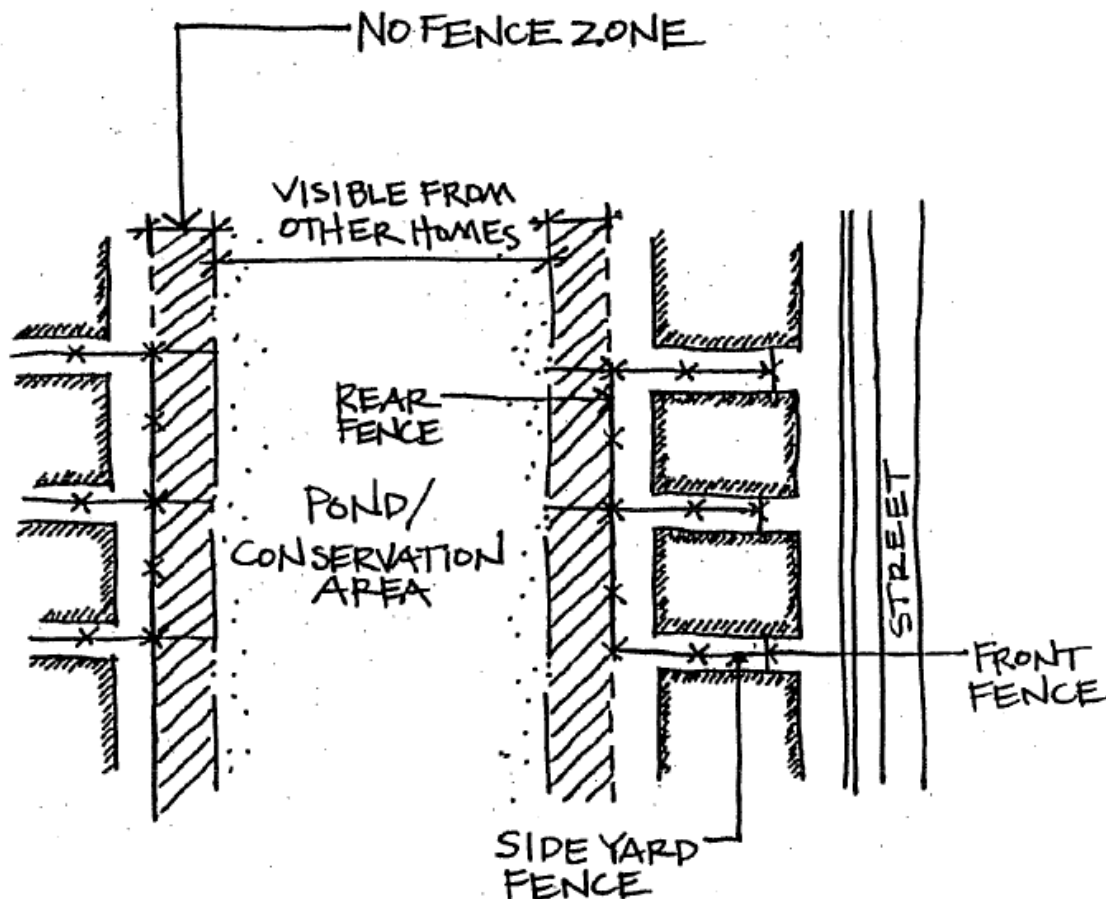 NO FENCE ZONE
VISIBLE FROM
OTHER HOMES
REAR
FENCE
POND/
CONSERVATION
AREA
STREET
FRONT
FENCE
SIDE YARD
FENCE